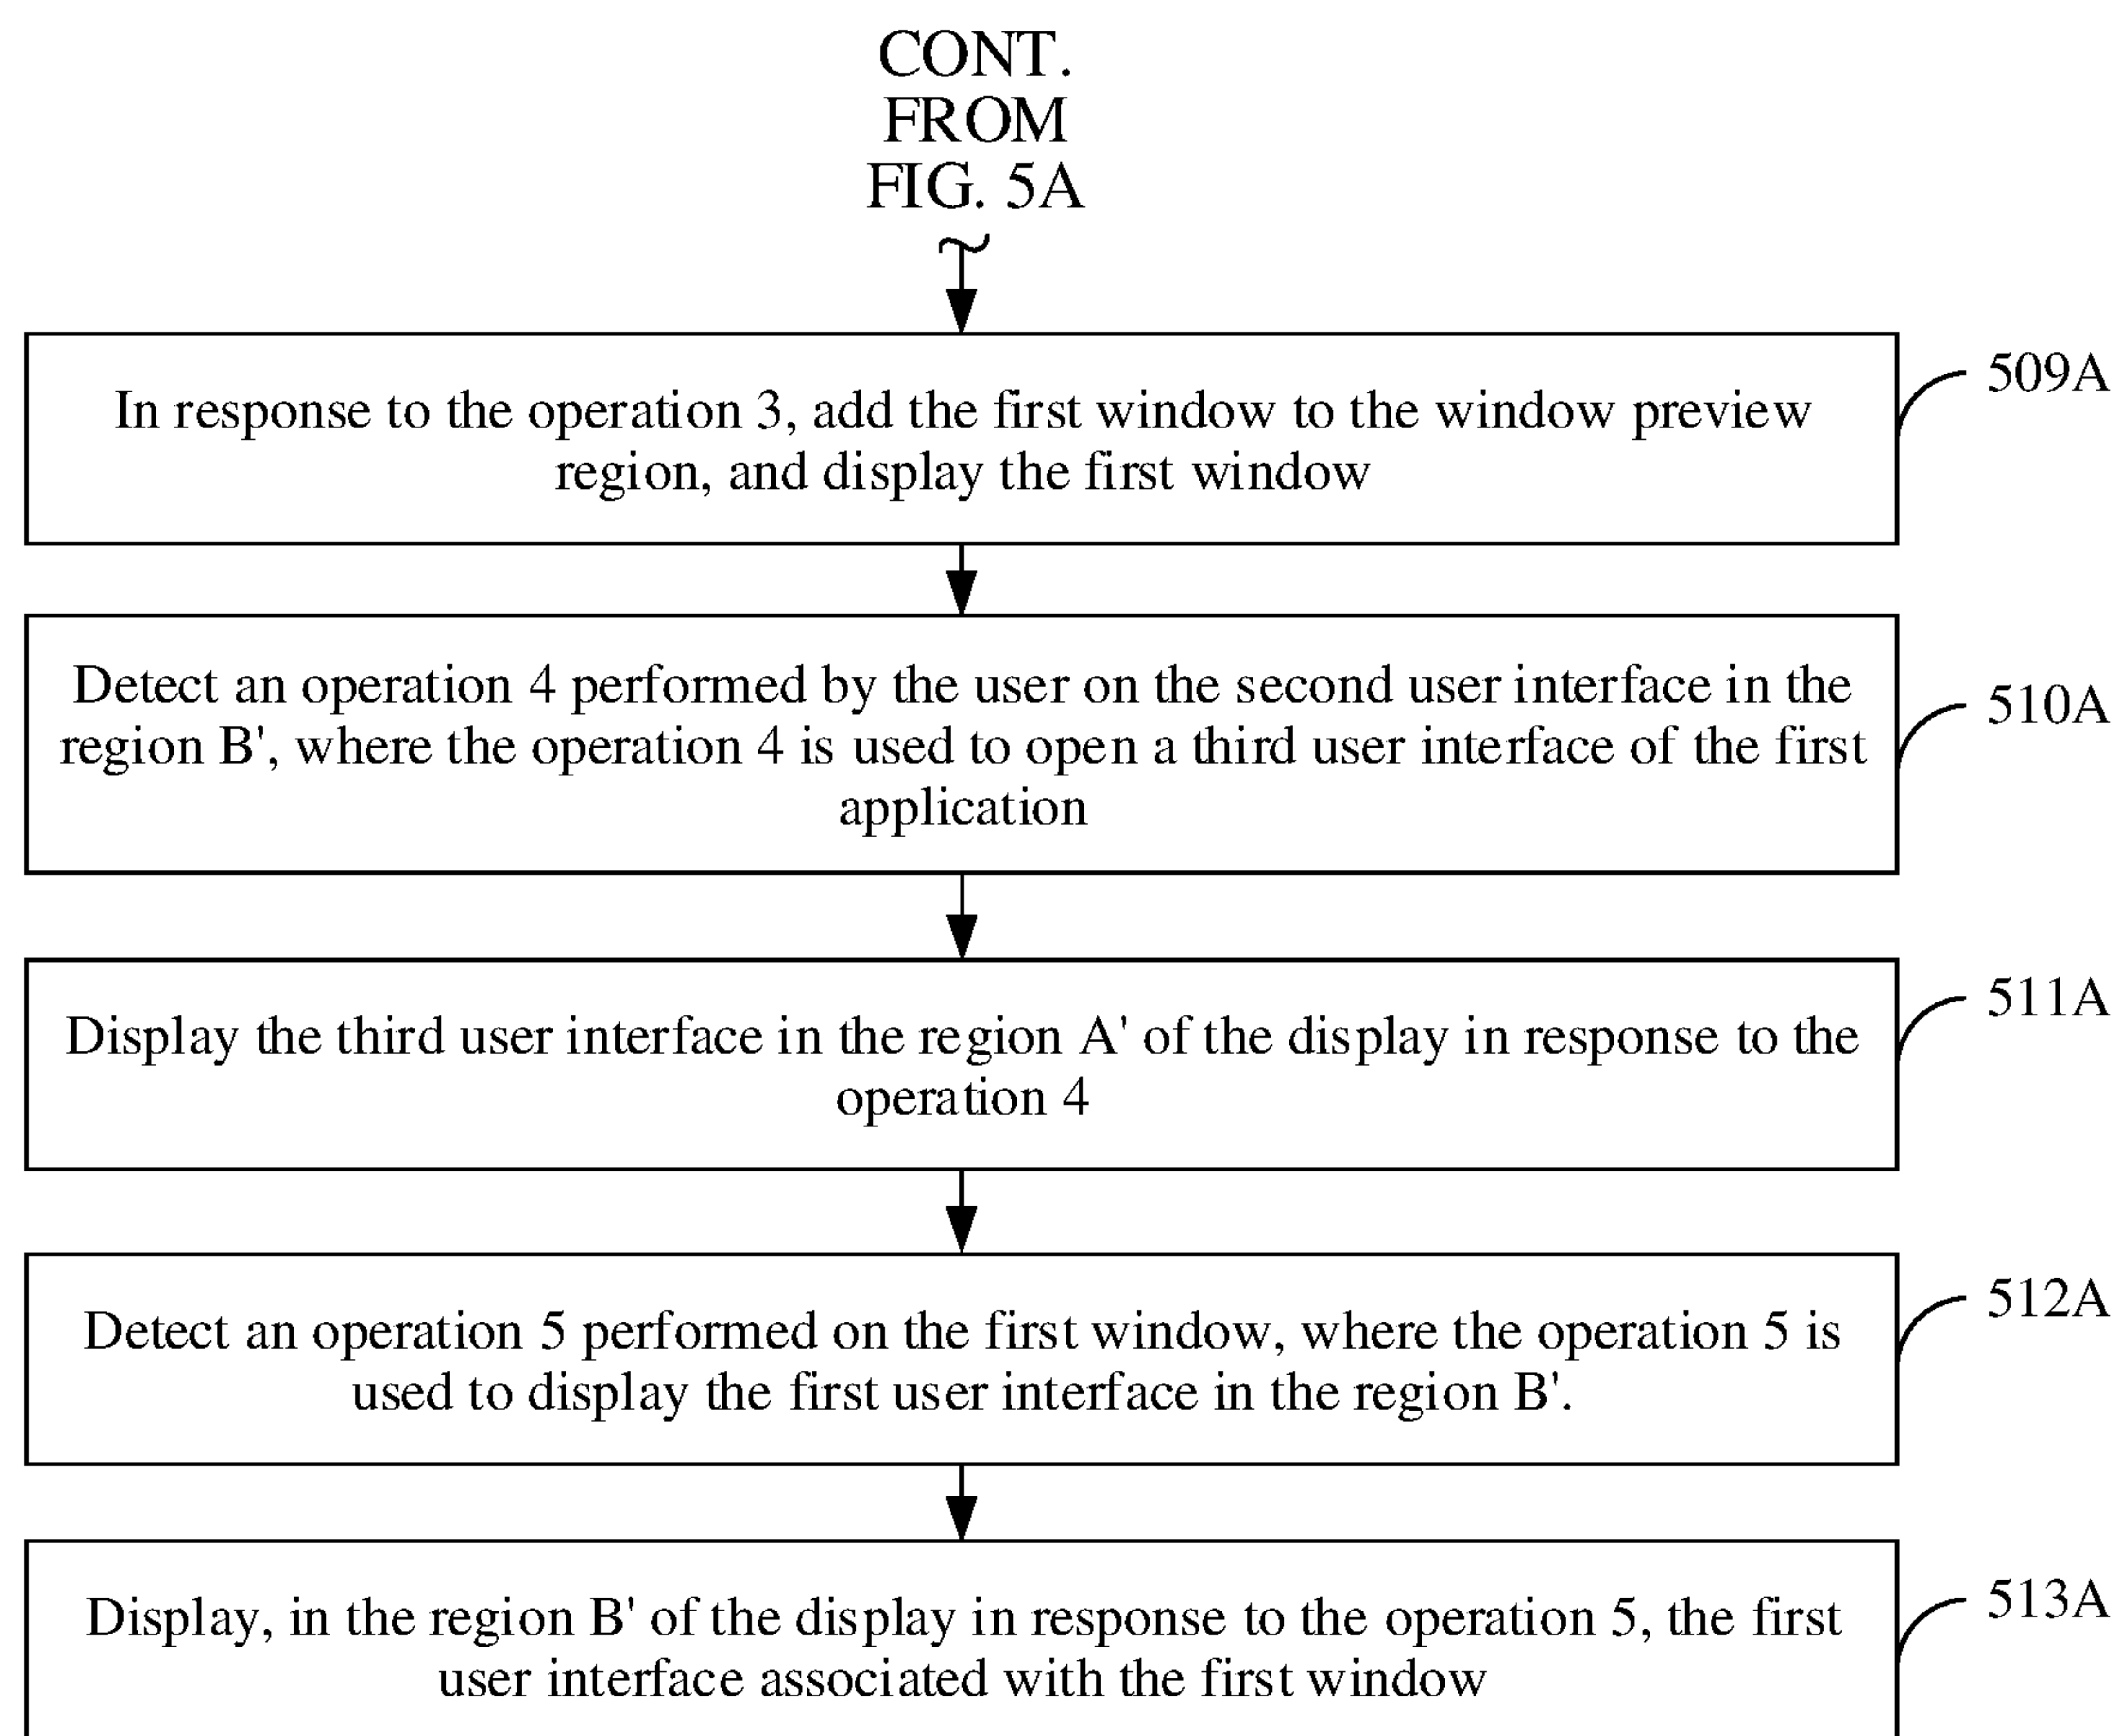 CONT.
FROM
FIG. 5A
In response to the operation 3, add the first window to the window preview
region, and display the first window
509A
Detect an operation 4 performed by the user on the second user interface in the
region B', where the operation 4 is used to open a third user interface of the first
application
510A
Display the third user interface in the region A' of the display in response to the
operation 4
511A
Detect an operation 5 performed on the first window, where the operation 5 is
used to display the first user interface in the region B'.
512A
Display, in the region B' of the display in response to the operation 5, the first
user interface associated with the first window
513A